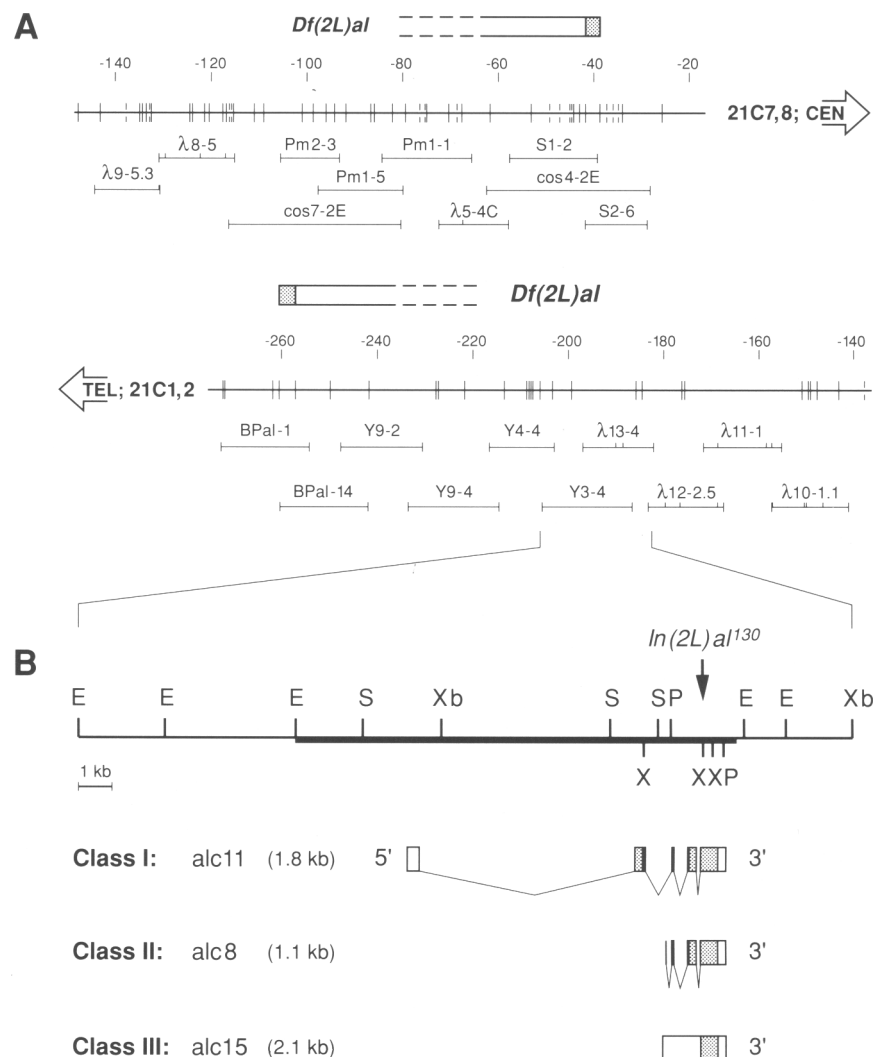 A
Df(2L)al
-140 -120 -100 -80 -60 -40 -20
21C7,8; CEN
λ8-5 Pm2-3 Pm1-1 S1-2
λ9-5.3 Pm1-5 cos4-2E
cos7-2E λ5-4C S2-6
Df(2L)al
-260 -240 -220 -200 -180 -160 -140
TEL; 21C1,2
BPal-1 Y9-2 Y4-4 λ13-4 λ11-1
BPal-14 Y9-4 Y3-4 λ12-2.5 λ10-1.1
B
In(2L)al130
E E E S Xb S S P E E Xb
1 kb
X X X P
Class I: alc11 (1.8 kb) 5' 3'
Class II: alc8 (1.1 kb) 3'
Class III: alc15 (2.1 kb) 3'